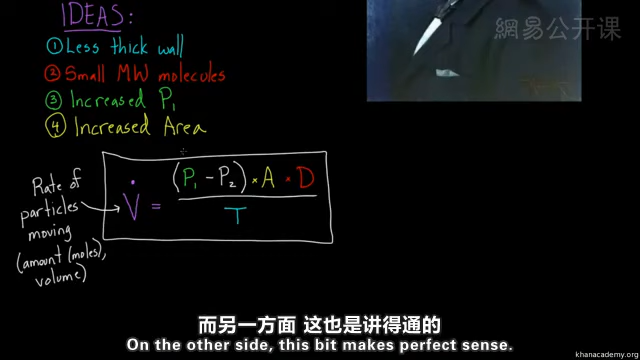 IDEAS:
① Less thick wall
② Small MW molecules
③ Increased P₁
④ Increased Area
網易公开课
Rate of
particles
moving
(amount (moles),
volume)
V̇ = (P₁ - P₂) × A × D
T
而另一方面 这也是讲得通的
On the other side, this bit makes perfect sense.
khanacademy.org